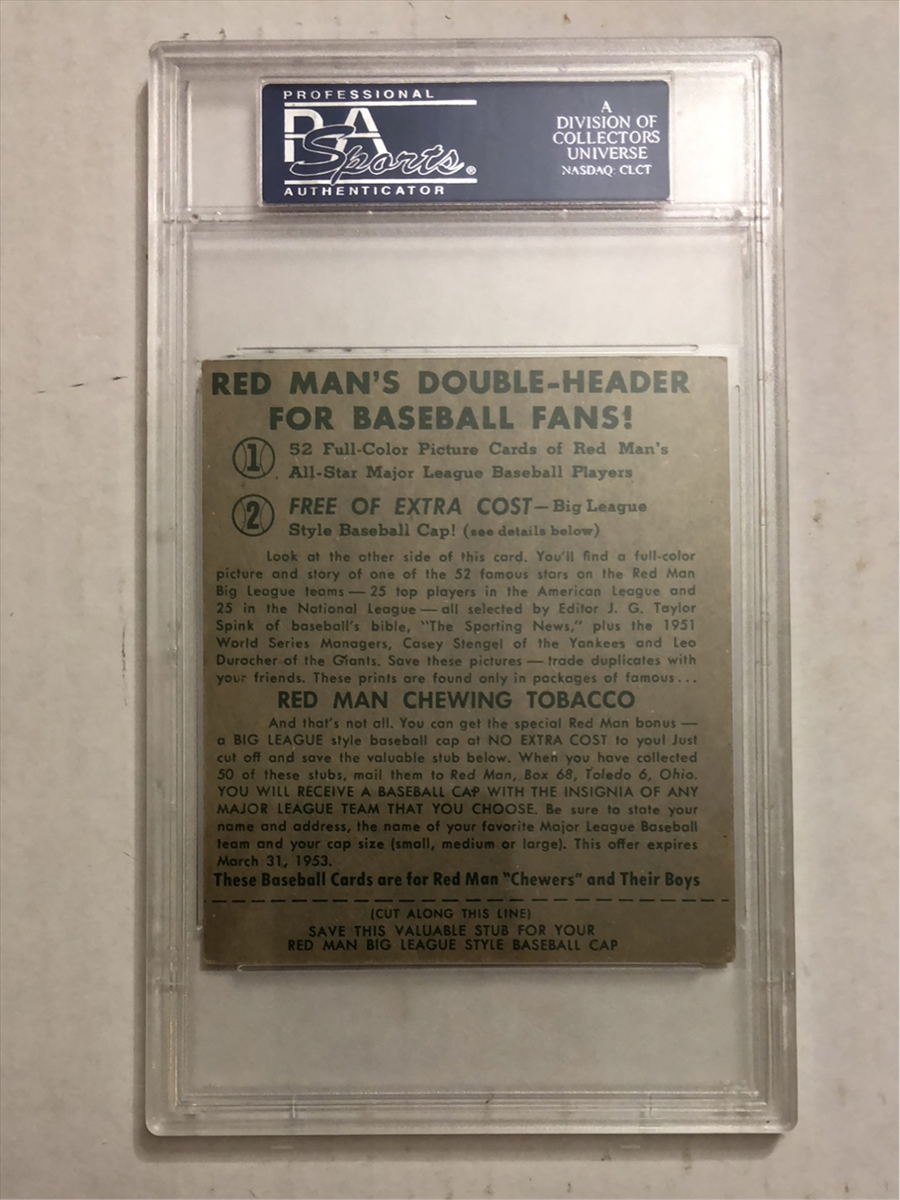 PROFESSIONAL
PSA
Sports®
AUTHENTICATOR
A
DIVISION OF
COLLECTORS
UNIVERSE
NASDAQ: CLCT
RED MAN'S DOUBLE-HEADER
FOR BASEBALL FANS!
1 52 Full-Color Picture Cards of Red Man's
All-Star Major League Baseball Players
2 FREE OF EXTRA COST—Big League
Style Baseball Cap! (see details below)
Look at the other side of this card. You'll find a full-color
picture and story of one of the 52 famous stars on the Red Man
Big League teams — 25 top players in the American League and
25 in the National League — all selected by Editor J. G. Taylor
Spink of baseball's bible, "The Sporting News," plus the 1951
World Series Managers, Casey Stengel of the Yankees and Leo
Durocher of the Giants. Save these pictures — trade duplicates with
your friends. These prints are found only in packages of famous...
RED MAN CHEWING TOBACCO
And that's not all. You can get the special Red Man bonus —
a BIG LEAGUE style baseball cap at NO EXTRA COST to you! Just
cut off and save the valuable stub below. When you have collected
50 of these stubs, mail them to Red Man, Box 68, Toledo 6, Ohio.
YOU WILL RECEIVE A BASEBALL CAP WITH THE INSIGNIA OF ANY
MAJOR LEAGUE TEAM THAT YOU CHOOSE. Be sure to state your
name and address, the name of your favorite Major League Baseball
team and your cap size (small, medium or large). This offer expires
March 31, 1953.
These Baseball Cards are for Red Man "Chewers" and Their Boys
(CUT ALONG THIS LINE)
SAVE THIS VALUABLE STUB FOR YOUR
RED MAN BIG LEAGUE STYLE BASEBALL CAP